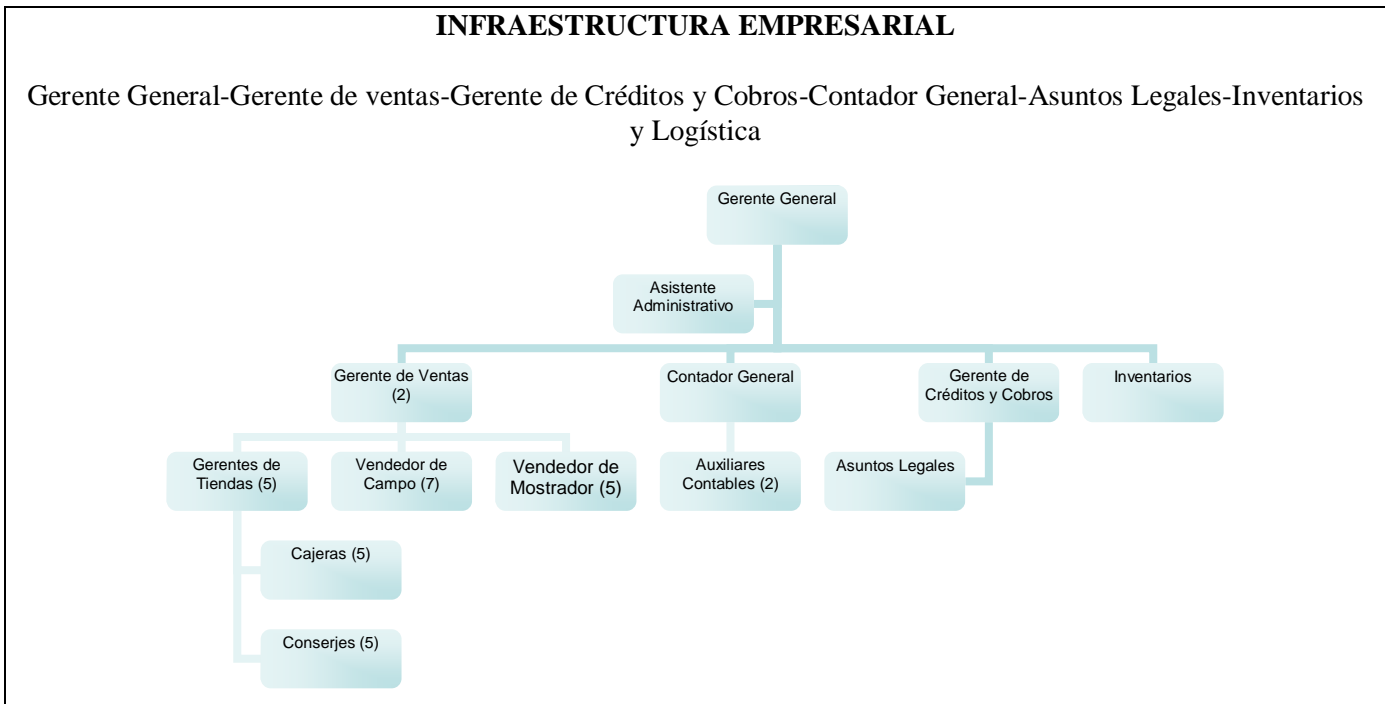 INFRAESTRUCTURA EMPRESARIAL
Gerente General-Gerente de ventas-Gerente de Créditos y Cobros-Contador General-Asuntos Legales-Inventarios
y Logística
Gerente General
Asistente
Administrativo
Gerente de Ventas
(2)
Contador General
Gerente de
Créditos y Cobros
Inventarios
Gerentes de
Tiendas (5)
Vendedor de
Campo (7)
Vendedor de
Mostrador (5)
Auxiliares
Contables (2)
Asuntos Legales
Cajeras (5)
Conserjes (5)